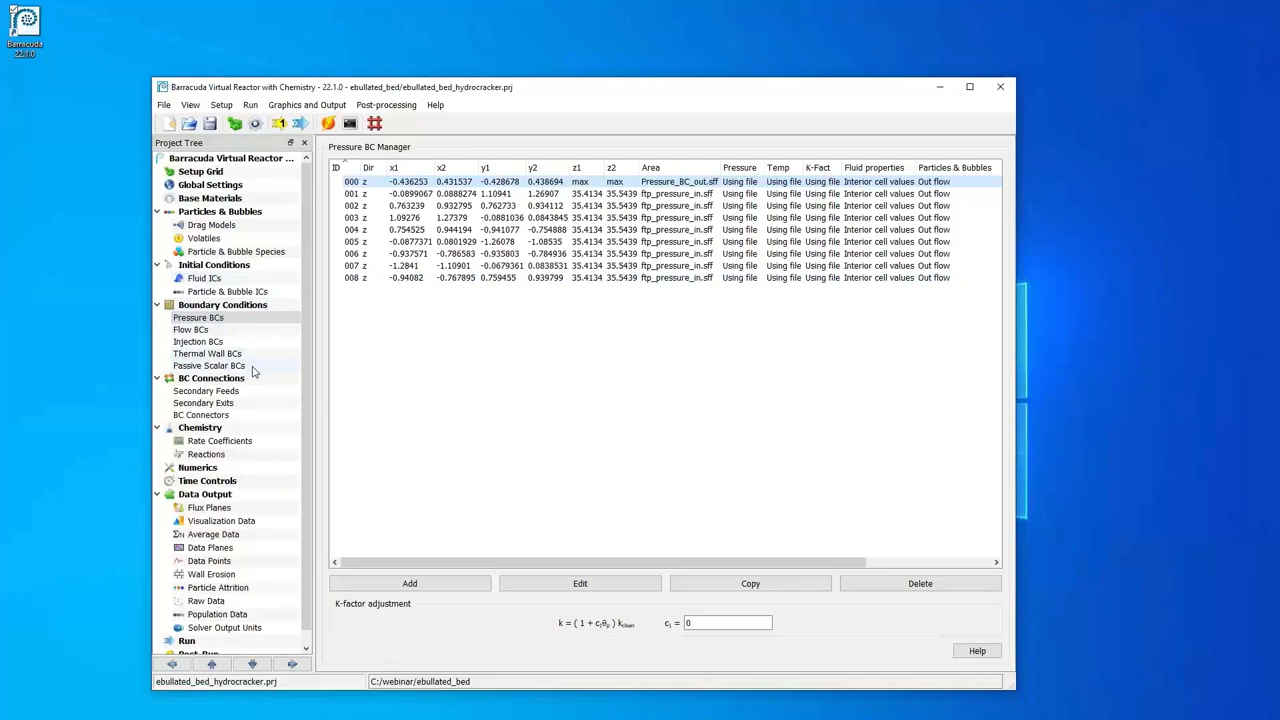 Barracuda
22.1.0
Barracuda Virtual Reactor with Chemistry - 22.1.0 - ebullated_bed/ebullated_bed_hydrocracker.prj
File View Setup Run Graphics and Output Post-processing Help
Project Tree
Barracuda Virtual Reactor ...
Setup Grid
Global Settings
Base Materials
Particles & Bubbles
Drag Models
Volatiles
Particle & Bubble Species
Initial Conditions
Fluid ICs
Particle & Bubble ICs
Boundary Conditions
Pressure BCs
Flow BCs
Injection BCs
Thermal Wall BCs
Passive Scalar BCs
BC Connections
Secondary Feeds
Secondary Exits
BC Connectors
Chemistry
Rate Coefficients
Reactions
Numerics
Time Controls
Data Output
Flux Planes
Visualization Data
Average Data
Data Planes
Data Points
Wall Erosion
Particle Attrition
Raw Data
Population Data
Solver Output Units
Run
Post-Run
Pressure BC Manager
ID Dir x1 x2 y1 y2 z1 z2 Area Pressure Temp K-Fact Fluid properties Particles & Bubbles
000 z -0.436253 0.431537 -0.428678 0.438694 max max Pressure_BC_out.sff Using file Using file Using file Interior cell values Out flow
001 z -0.0899067 0.0888274 1.10941 1.26907 35.4134 35.5439 ftp_pressure_in.sff Using file Using file Using file Interior cell values Out flow
002 z 0.763239 0.932795 0.762733 0.934112 35.4134 35.5439 ftp_pressure_in.sff Using file Using file Using file Interior cell values Out flow
003 z 1.09276 1.27379 -0.0881036 0.0843845 35.4134 35.5439 ftp_pressure_in.sff Using file Using file Using file Interior cell values Out flow
004 z 0.754525 0.944194 -0.941077 -0.754888 35.4134 35.5439 ftp_pressure_in.sff Using file Using file Using file Interior cell values Out flow
005 z -0.0877371 0.0801929 -1.26078 -1.08535 35.4134 35.5439 ftp_pressure_in.sff Using file Using file Using file Interior cell values Out flow
006 z -0.937571 -0.786583 -0.935803 -0.784936 35.4134 35.5439 ftp_pressure_in.sff Using file Using file Using file Interior cell values Out flow
007 z -1.2841 -1.10901 -0.0679361 0.0838531 35.4134 35.5439 ftp_pressure_in.sff Using file Using file Using file Interior cell values Out flow
008 z -0.94082 -0.767895 0.759455 0.939799 35.4134 35.5439 ftp_pressure_in.sff Using file Using file Using file Interior cell values Out flow
Add Edit Copy Delete
K-factor adjustment
k = ( 1 + c₁θₚ ) k_clean c₁ = 0
Help
ebullated_bed_hydrocracker.prj C:/webinar/ebullated_bed